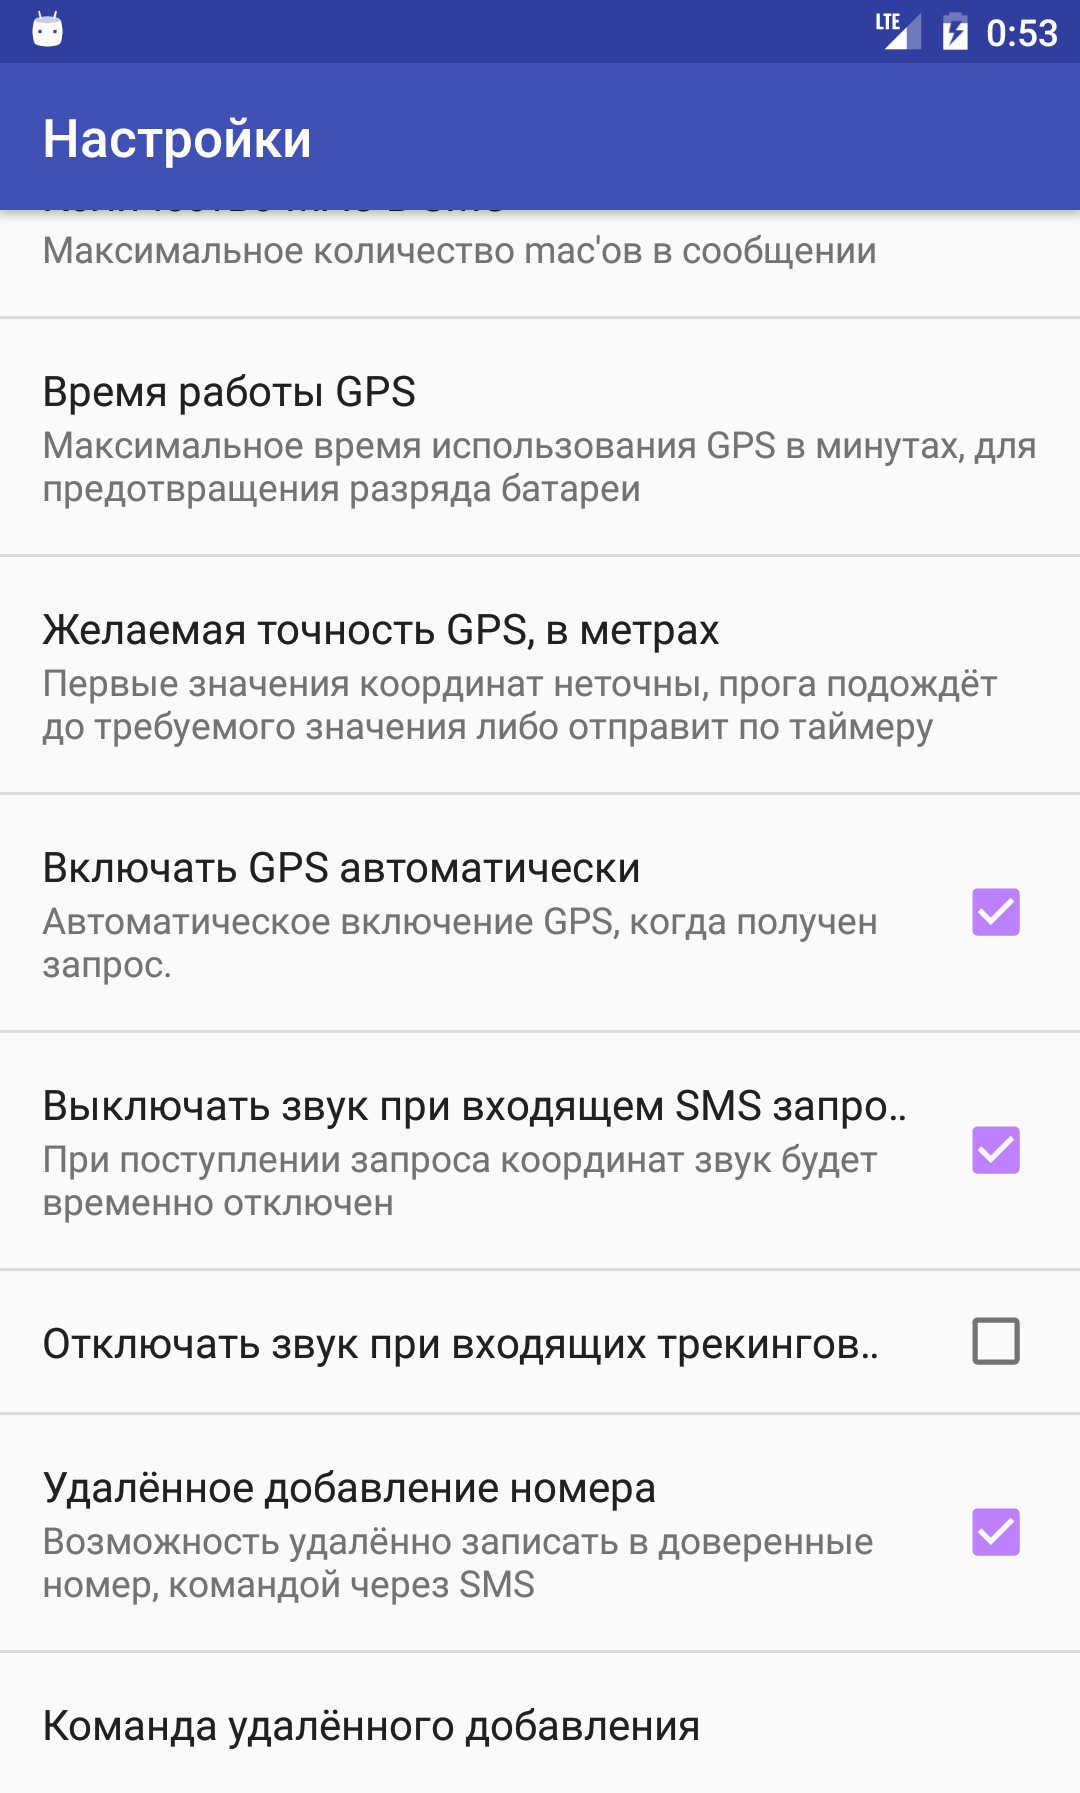 LTE 0:53
Настройки
Максимальное количество mac'ов в сообщении
Время работы GPS
Максимальное время использования GPS в минутах, для
предотвращения разряда батареи
Желаемая точность GPS, в метрах
Первые значения координат неточны, прога подождёт
до требуемого значения либо отправит по таймеру
Включать GPS автоматически
Автоматическое включение GPS, когда получен
запрос.
Выключать звук при входящем SMS запро..
При поступлении запроса координат звук будет
временно отключен
Отключать звук при входящих трекингов..
Удалённое добавление номера
Возможность удалённо записать в доверенные
номер, командой через SMS
Команда удалённого добавления